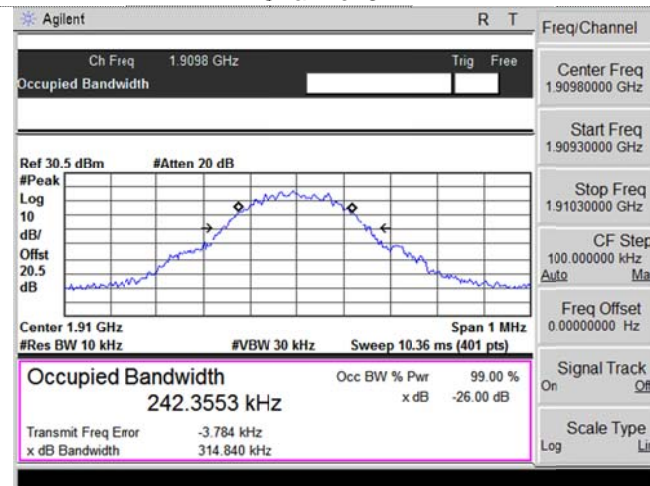 Agilent R T
Ch Freq 1.9098 GHz Trig Free
Occupied Bandwidth
Ref 30.5 dBm #Atten 20 dB
#Peak
Log
10
dB/
Offst
20.5
dB
Center 1.91 GHz Span 1 MHz
#Res BW 10 kHz #VBW 30 kHz Sweep 10.36 ms (401 pts)
Occupied Bandwidth Occ BW % Pwr 99.00 %
242.3553 kHz x dB -26.00 dB
Transmit Freq Error -3.784 kHz
x dB Bandwidth 314.840 kHz
Freq/Channel
Center Freq
1.90980000 GHz
Start Freq
1.90930000 GHz
Stop Freq
1.91030000 GHz
CF Step
100.000000 kHz
Auto Ma
Freq Offset
0.00000000 Hz
Signal Track
On Off
Scale Type
Log Li